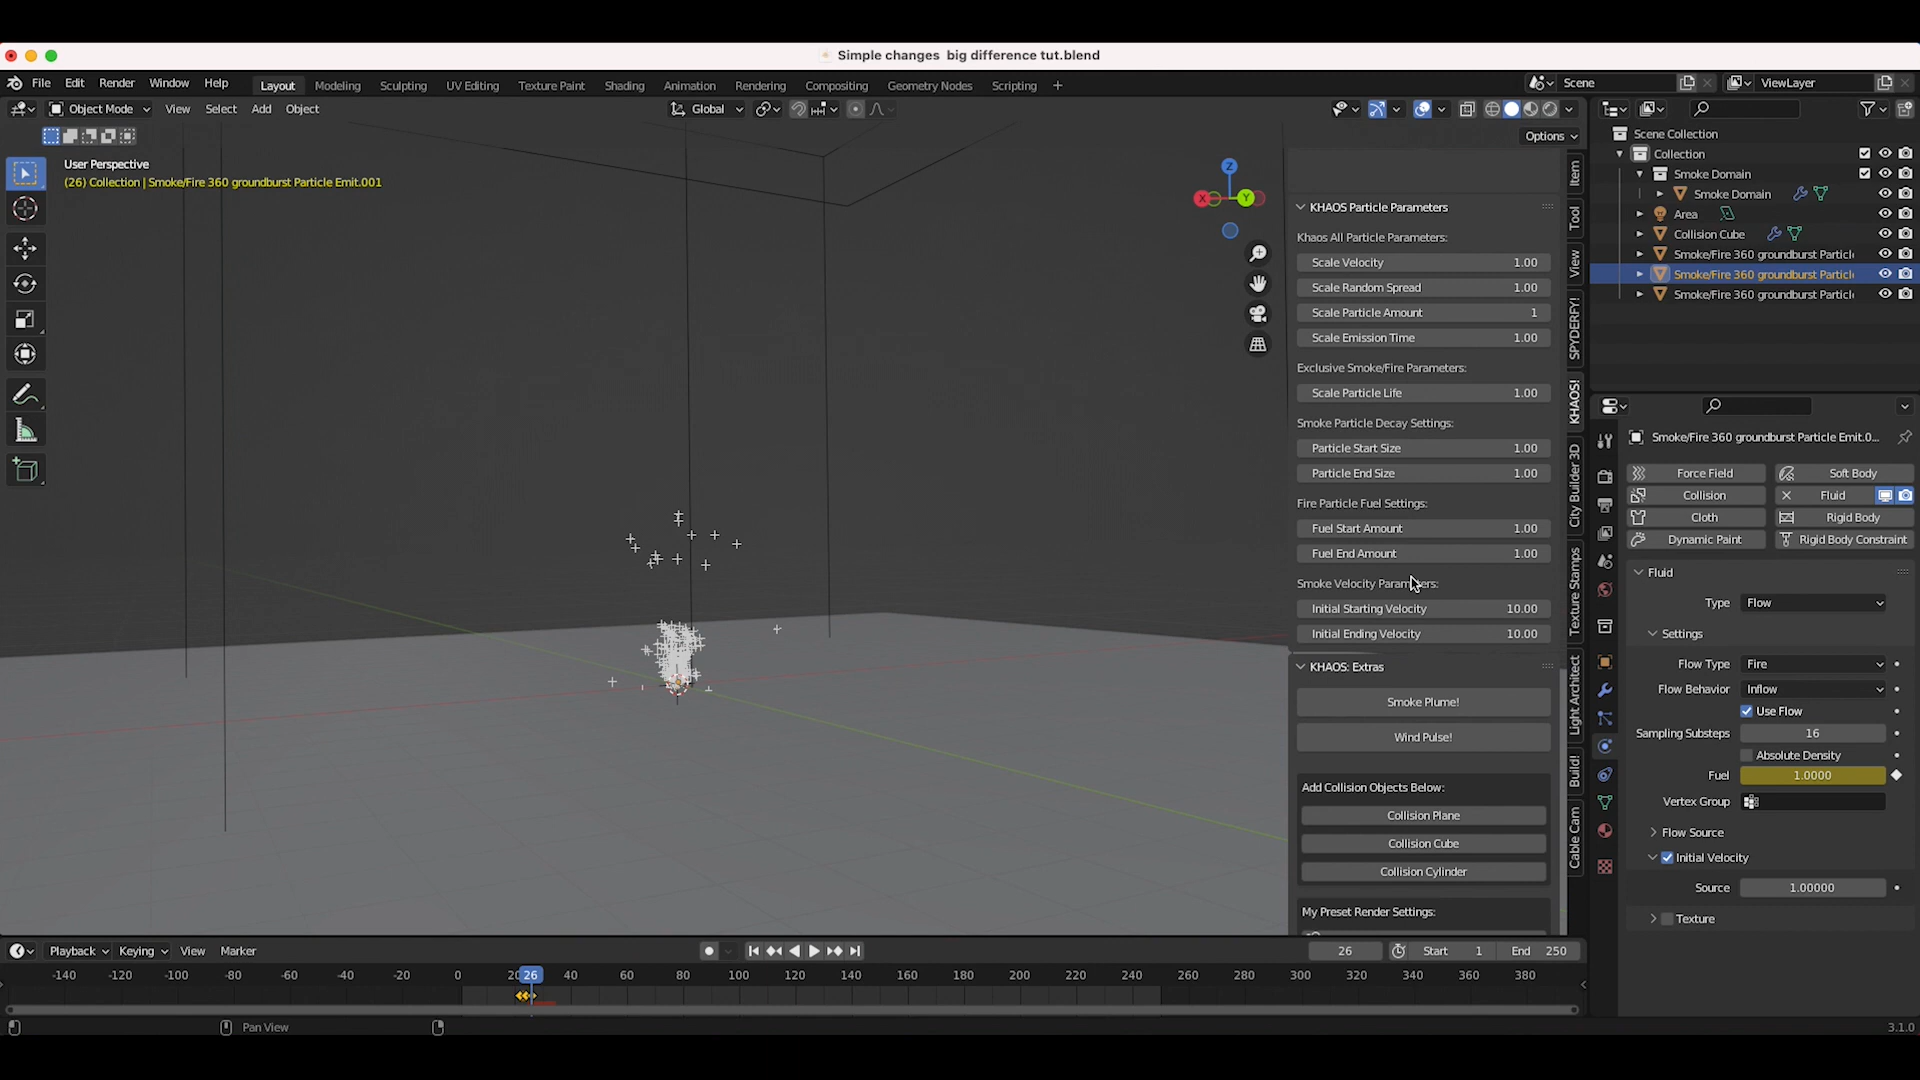 Simple changes  big difference tut.blend
File Edit Render Window Help Layout Modeling Sculpting UV Editing Texture Paint Shading Animation Rendering Compositing Geometry Nodes Scripting + Scene ViewLayer
Object Mode View Select Add Object Global
Options
User Perspective
(26) Collection | Smoke/Fire 360 groundburst Particle Emit.001
Z
X
Y
KHAOS Particle Parameters
Khaos All Particle Parameters:
Scale Velocity 1.00
Scale Random Spread 1.00
Scale Particle Amount 1
Scale Emission Time 1.00
Exclusive Smoke/Fire Parameters:
Scale Particle Life 1.00
Smoke Particle Decay Settings:
Particle Start Size 1.00
Particle End Size 1.00
Fire Particle Fuel Settings:
Fuel Start Amount 1.00
Fuel End Amount 1.00
Smoke Velocity Parameters:
Initial Starting Velocity 10.00
Initial Ending Velocity 10.00
KHAOS: Extras
Smoke Plume!
Wind Pulse!
Add Collision Objects Below:
Collision Plane
Collision Cube
Collision Cylinder
My Preset Render Settings:
Item
Tool
View
SPYDERFY!
KHAOS!
City Builder 3D
Texture Stamps
Light Architect
Build!
Cable Cam
Scene Collection
Collection
Smoke Domain
Smoke Domain
Area
Collision Cube
Smoke/Fire 360 groundburst Particle
Smoke/Fire 360 groundburst Particle
Smoke/Fire 360 groundburst Particle
Smoke/Fire 360 groundburst Particle Emit.0...
Force Field Soft Body
Collision Fluid
Cloth Rigid Body
Dynamic Paint Rigid Body Constraint
Fluid
Type Flow
Settings
Flow Type Fire
Flow Behavior Inflow
Use Flow
Sampling Substeps 16
Absolute Density
Fuel 1.0000
Vertex Group
Flow Source
Initial Velocity
Source 1.00000
Texture
Playback Keying View Marker 26 Start 1 End 250
-140 -120 -100 -80 -60 -40 -20 0 20 26 40 60 80 100 120 140 160 180 200 220 240 260 280 300 320 340 360 380
Pan View
3.1.0